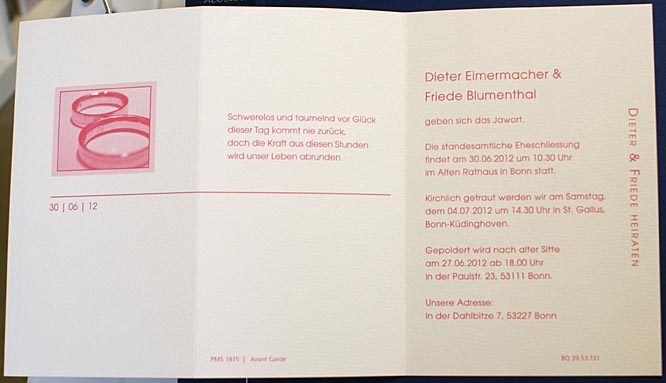 30 | 06 | 12
Schwerelos und taumelnd vor Glück
dieser Tag kommt nie zurück,
doch die Kraft aus diesen Stunden
wird unser Leben abrunden
PMS 1915 | Avant Garde
Dieter Eimermacher &
Friede Blumenthal
geben sich das Jawort.
Die standesamtliche Eheschliessung
findet am 30.06.2012 um 10.30 Uhr
im Alten Rathaus in Bonn statt.
Kirchlich getraut werden wir am Samstag,
dem 04.07.2012 um 14.30 Uhr in St. Gallus,
Bonn-Küdinghoven.
Gepoldert wird nach alter Sitte
am 27.06.2012 ab 18.00 Uhr
in der Paulstr. 23, 53111 Bonn.
Unsere Adresse:
In der Dahlbitze 7, 53227 Bonn
BQ 39.53.131
DIETER & FRIEDE HEIRATEN